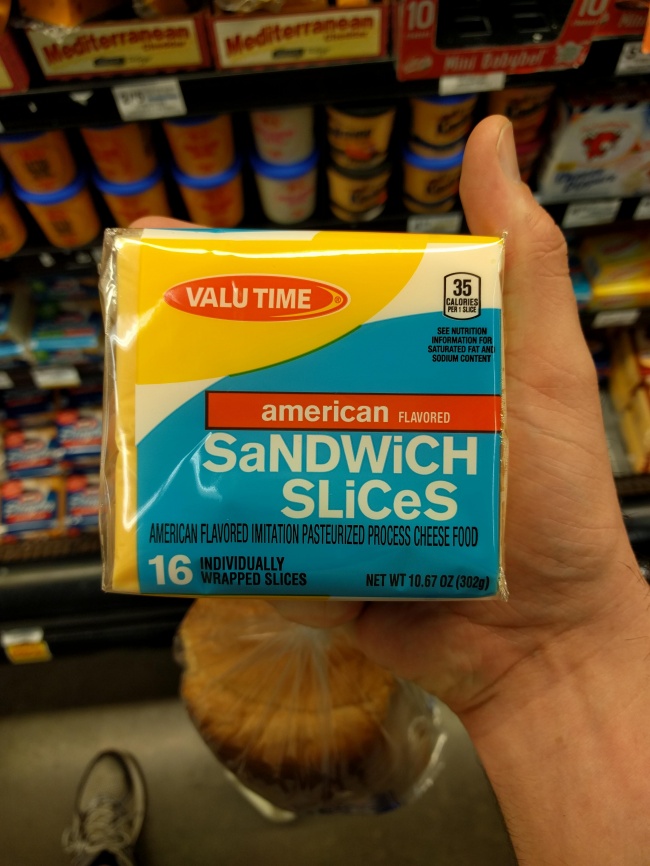 Mediterranean
Mediterranean
10
10
Mini Babybel
VALU TIME
35
CALORIES
PER 1 SLICE
SEE NUTRITION
INFORMATION FOR
SATURATED FAT AND
SODIUM CONTENT
american FLAVORED
SaNDWiCH
SLiCeS
AMERICAN FLAVORED IMITATION PASTEURIZED PROCESS CHEESE FOOD
16 INDIVIDUALLY
WRAPPED SLICES
NET WT 10.67 OZ (302g)